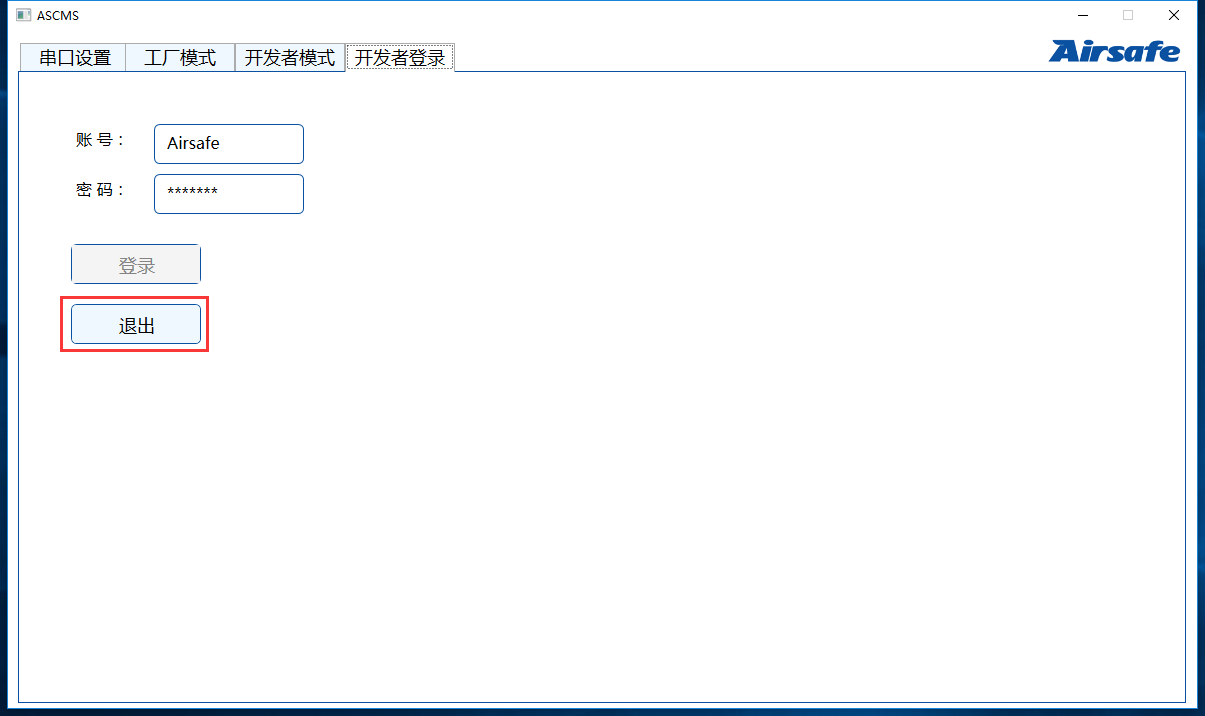 ASCMS
串口设置 工厂模式 开发者模式 开发者登录
Airsafe
账 号： Airsafe
密 码： *******
登录
退出